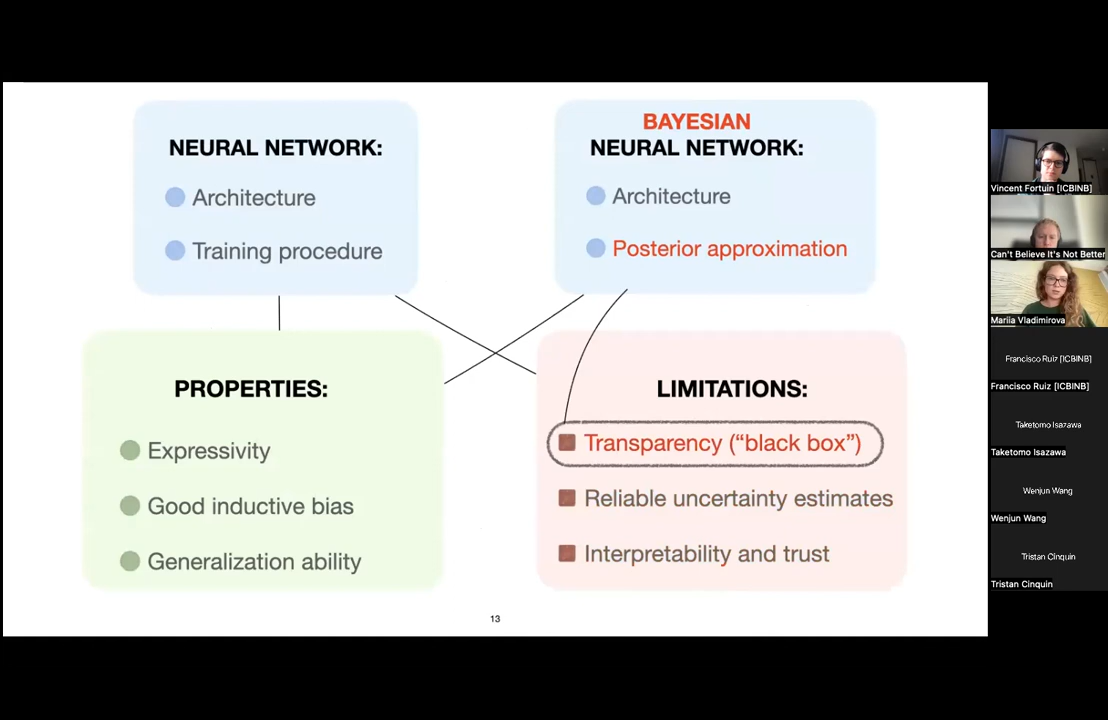 NEURAL NETWORK:
Architecture
Training procedure
BAYESIAN
NEURAL NETWORK:
Architecture
Posterior approximation
PROPERTIES:
Expressivity
Good inductive bias
Generalization ability
LIMITATIONS:
Transparency (“black box”)
Reliable uncertainty estimates
Interpretability and trust
13
Vincent Fortuin [ICBINB]
Can't Believe It's Not Better
Mariia Vladimirova
Francisco Ruiz [ICBINB]
Francisco Ruiz [ICBINB]
Taketomo Isazawa
Taketomo Isazawa
Wenjun Wang
Wenjun Wang
Tristan Cinquin
Tristan Cinquin